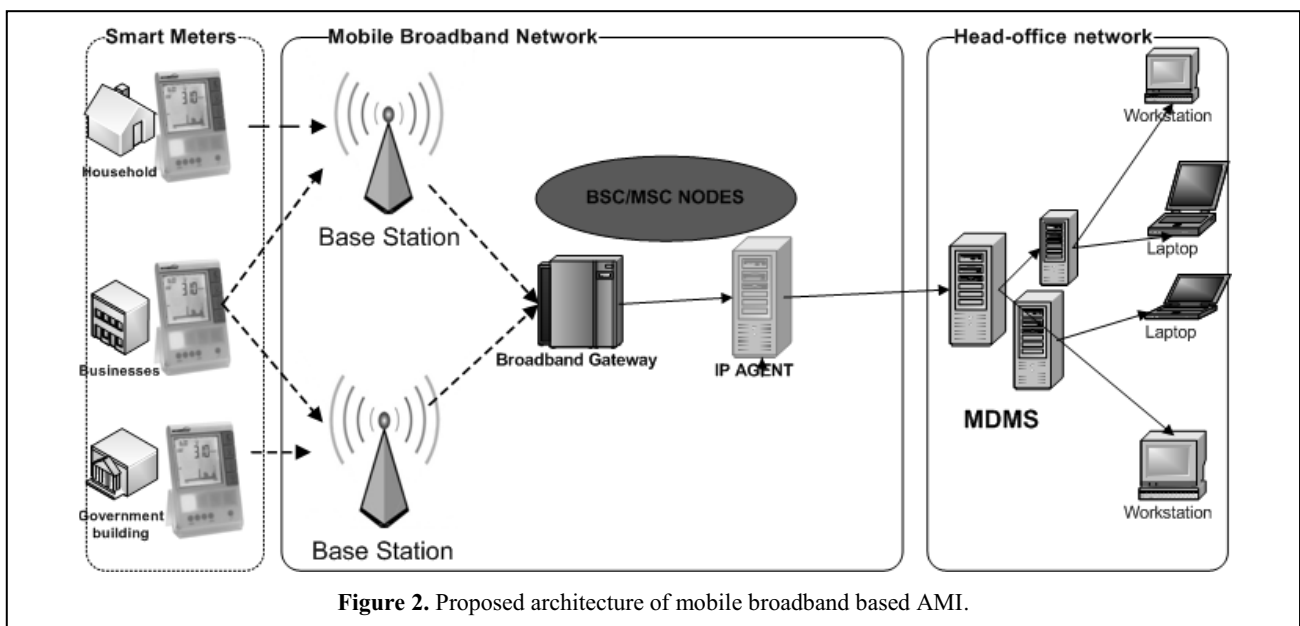 Smart Meters
Household
Businesses
Government
building
Mobile Broadband Network
Base Station
Base Station
BSC/MSC NODES
Broadband Gateway
IP AGENT
Head-office network
Workstation
Laptop
Laptop
MDMS
Workstation
Figure 2. Proposed architecture of mobile broadband based AMI.